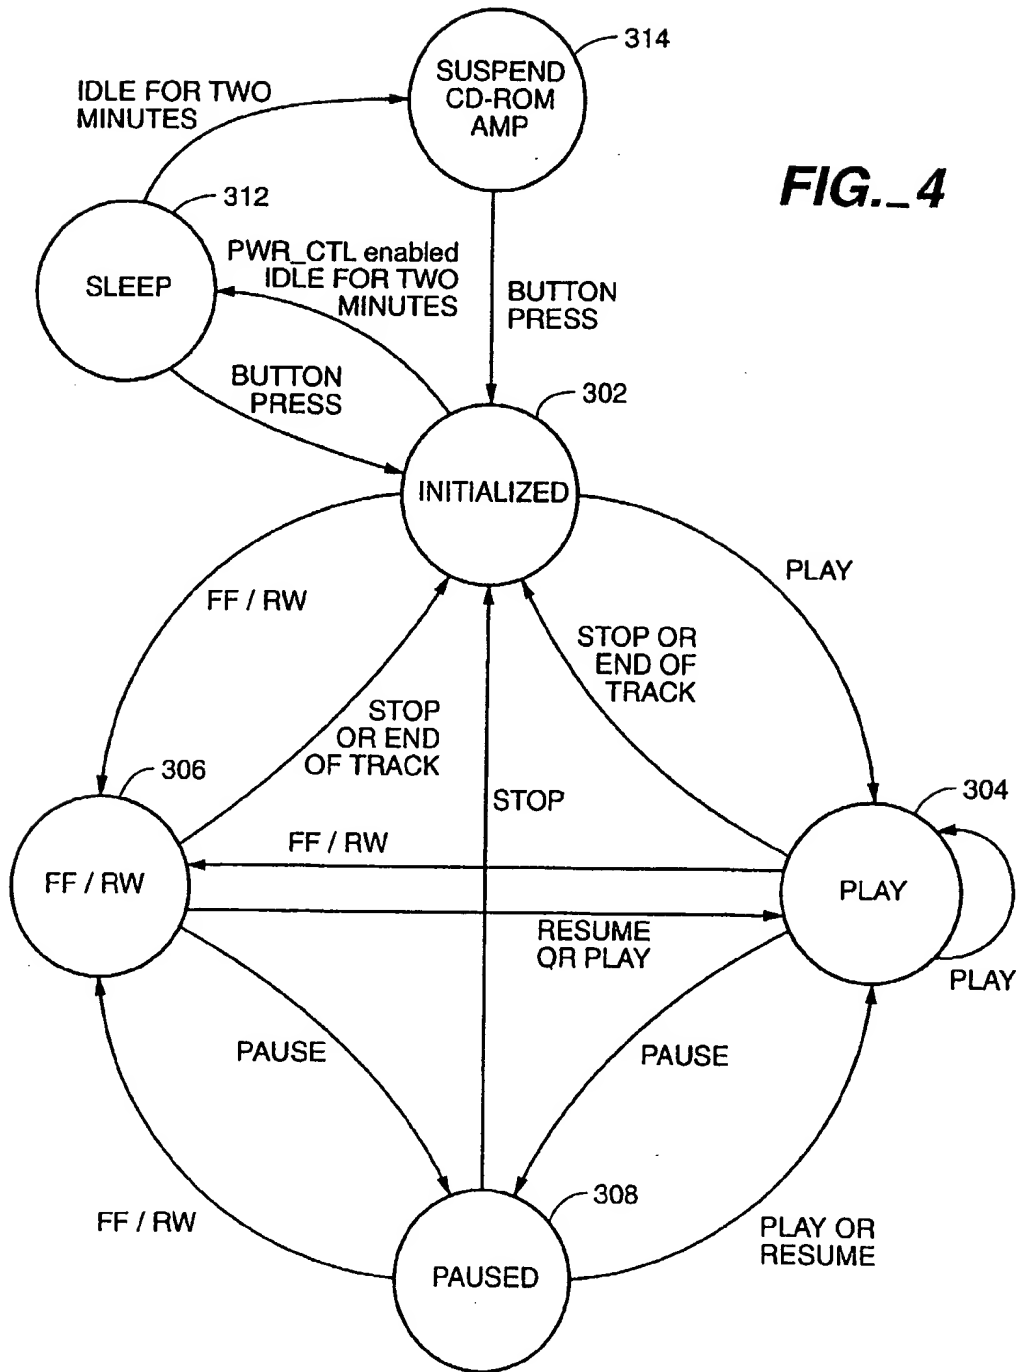 314
SUSPEND
CD-ROM
AMP
IDLE FOR TWO
MINUTES
FIG._4
312
SLEEP
PWR_CTL enabled
IDLE FOR TWO
MINUTES
BUTTON
PRESS
BUTTON
PRESS
302
INITIALIZED
PLAY
FF / RW
STOP OR
END OF
TRACK
STOP
OR END
OF TRACK
306
304
STOP
FF / RW
FF / RW
PLAY
RESUME
OR PLAY
PLAY
PAUSE
PAUSE
308
FF / RW
PLAY OR
RESUME
PAUSED